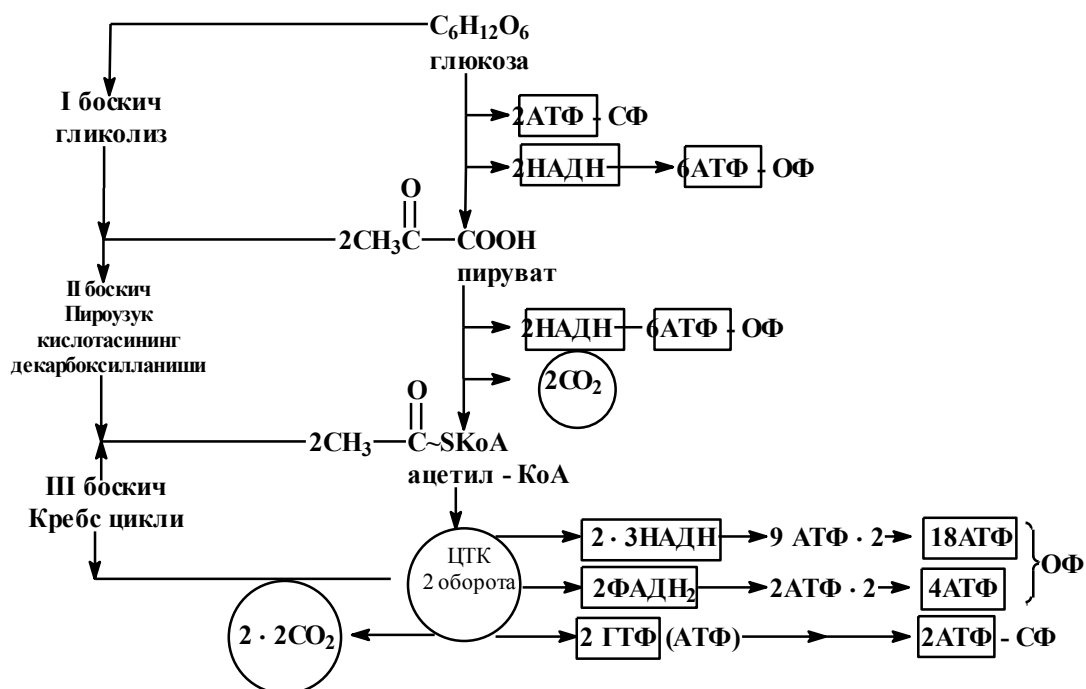 C₆H₁₂O₆
глюкоза
I боскич
гликолиз
2АТФ - СФ
2НАДН 6АТФ - ОФ
O
2CH₃C COOH
пируват
II боскич
Пироузук
кислотасининг
декарбоксилланиши
2НАДН 6АТФ - ОФ
2CO₂
O
2CH₃ C~SKoA
ацетил - КоА
III боскич
Кребс цикли
ЦТК
2 оборота
2 · 3НАДН 9 АТФ · 2 18АТФ
ОФ
2ФАДН₂ 2АТФ · 2 4АТФ
2 · 2CO₂
2 ГТФ (АТФ) 2АТФ - СФ